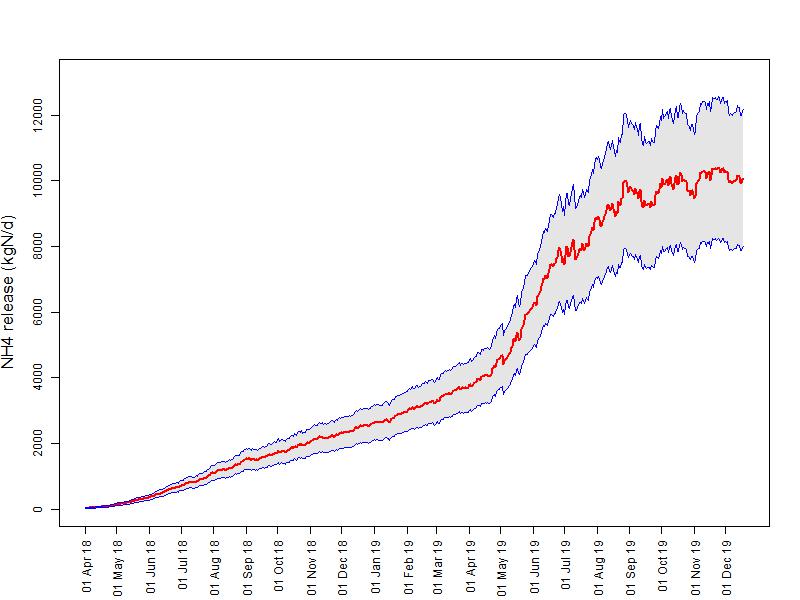 NH4 release (kgN/d)
12000
10000
8000
6000
4000
2000
0
01 Apr 18
01 May 18
01 Jun 18
01 Jul 18
01 Aug 18
01 Sep 18
01 Oct 18
01 Nov 18
01 Dec 18
01 Jan 19
01 Feb 19
01 Mar 19
01 Apr 19
01 May 19
01 Jun 19
01 Jul 19
01 Aug 19
01 Sep 19
01 Oct 19
01 Nov 19
01 Dec 19